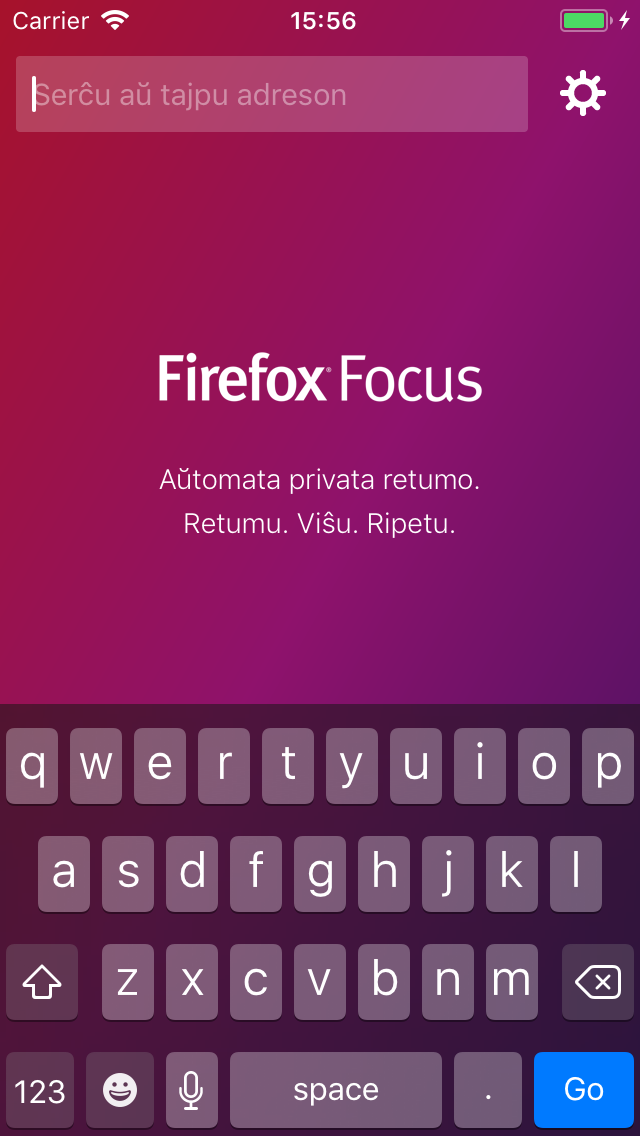 Carrier 15:56
Serĉu aŭ tajpu adreson
Firefox® Focus
Aŭtomata privata retumo.
Retumu. Viŝu. Ripetu.
q w e r t y u i o p
a s d f g h j k l
z x c v b n m
123 space . Go